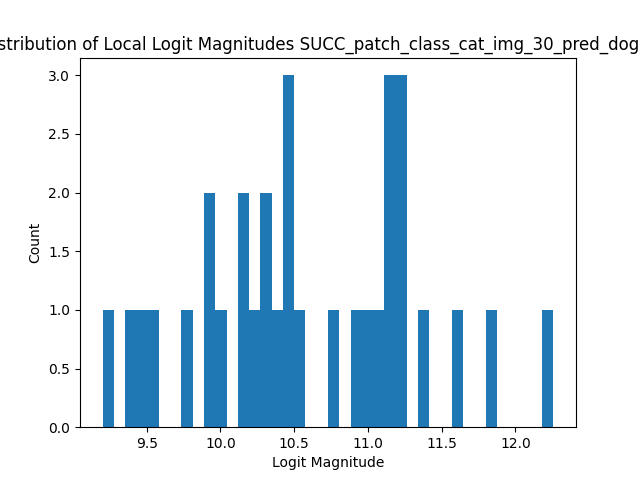 stribution of Local Logit Magnitudes SUCC_patch_class_cat_img_30_pred_dog
3.0
2.5
2.0
1.5
1.0
0.5
0.0
Count
9.5 10.0 10.5 11.0 11.5 12.0
Logit Magnitude